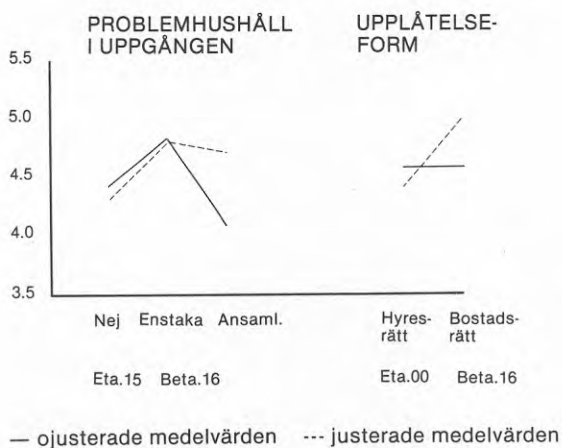 PROBLEMHUSHÅLL
I UPPGÅNGEN
UPPLÅTELSE-
FORM
5.5
5.0
4.5
4.0
3.5
Nej Enstaka Ansaml.
Hyres-
rätt
Bostads-
rätt
Eta.15 Beta.16
Eta.00 Beta.16
— ojusterade medelvärden --- justerade medelvärden